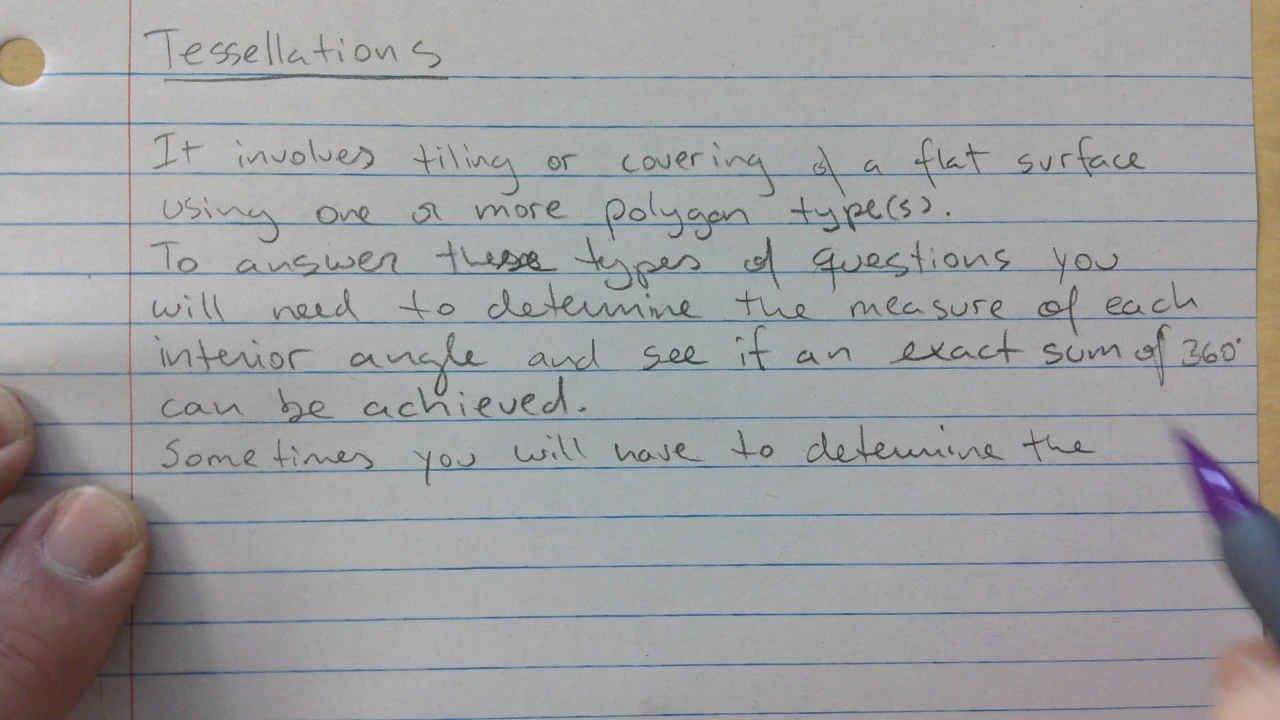 Tessellations
It involves tiling or covering of a flat surface
using one or more polygon type(s).
To answer these types of questions you
will need to determine the measure of each
interior angle and see if an exact sum of 360°
can be achieved.
Sometimes you will have to determine the